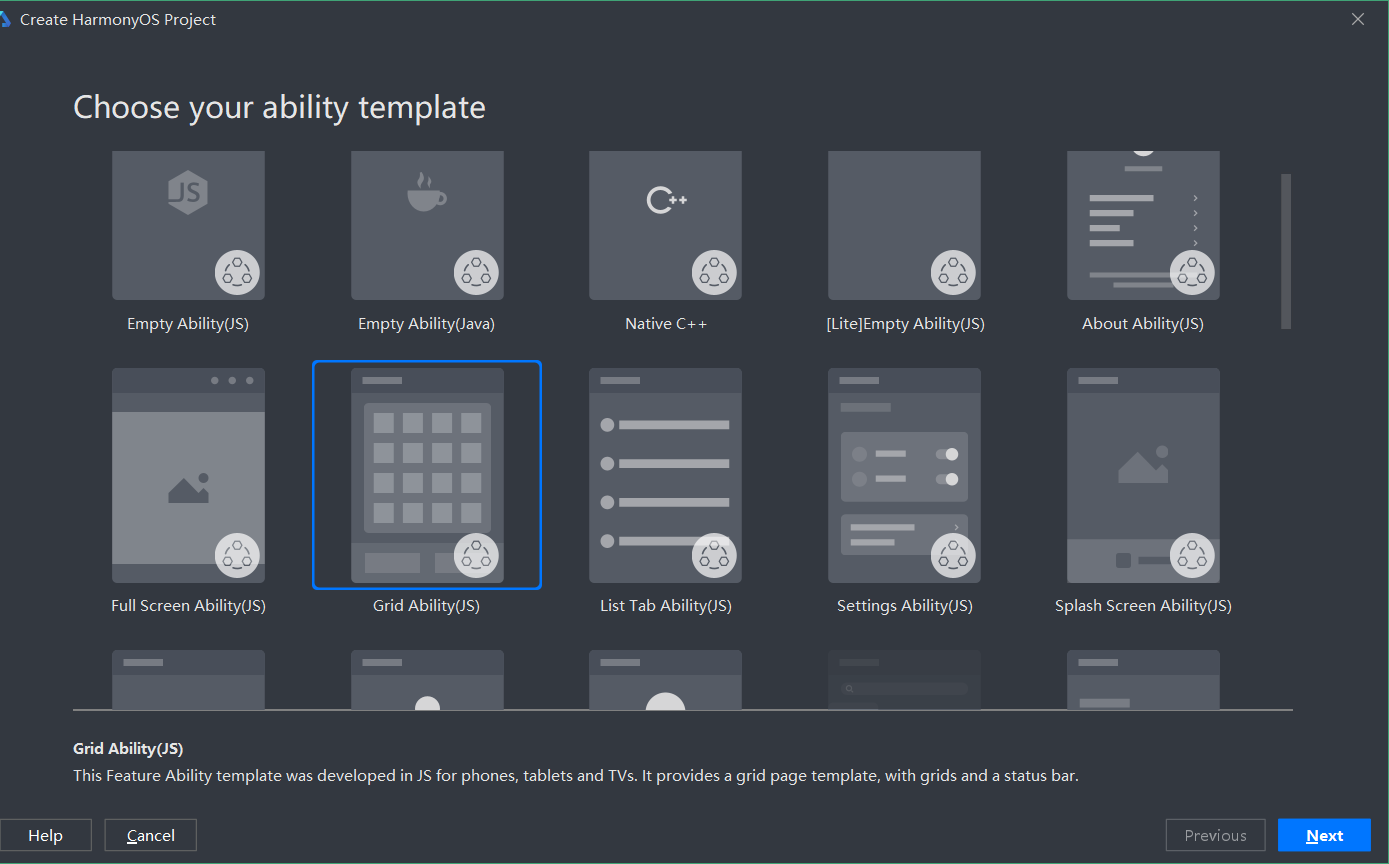 Create HarmonyOS Project
Choose your ability template
JS
C++
Empty Ability(JS)
Empty Ability(Java)
Native C++
[Lite]Empty Ability(JS)
About Ability(JS)
Full Screen Ability(JS)
Grid Ability(JS)
List Tab Ability(JS)
Settings Ability(JS)
Splash Screen Ability(JS)
Grid Ability(JS)
This Feature Ability template was developed in JS for phones, tablets and TVs. It provides a grid page template, with grids and a status bar.
Help
Cancel
Previous
Next